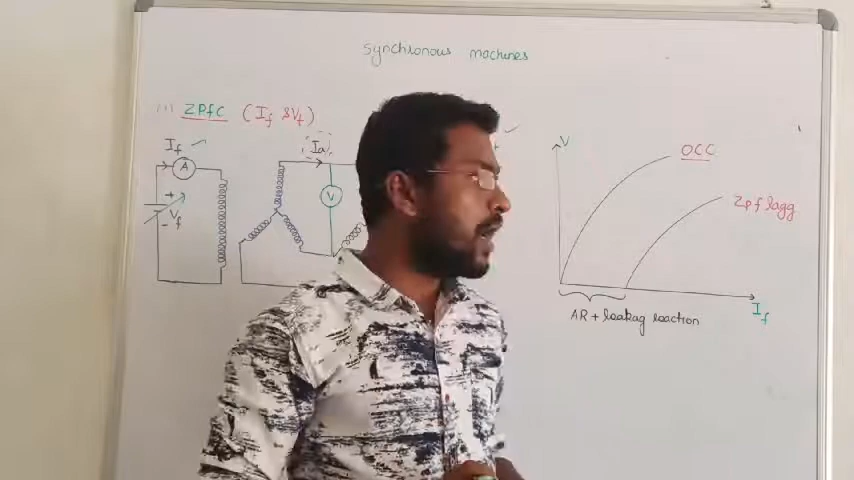 synchronous machines
ZPFC (If &Vt)
If
A
+
Vf
-
Ia
V
V
OCC
Zpf lagg
If
AR + leakag reaction